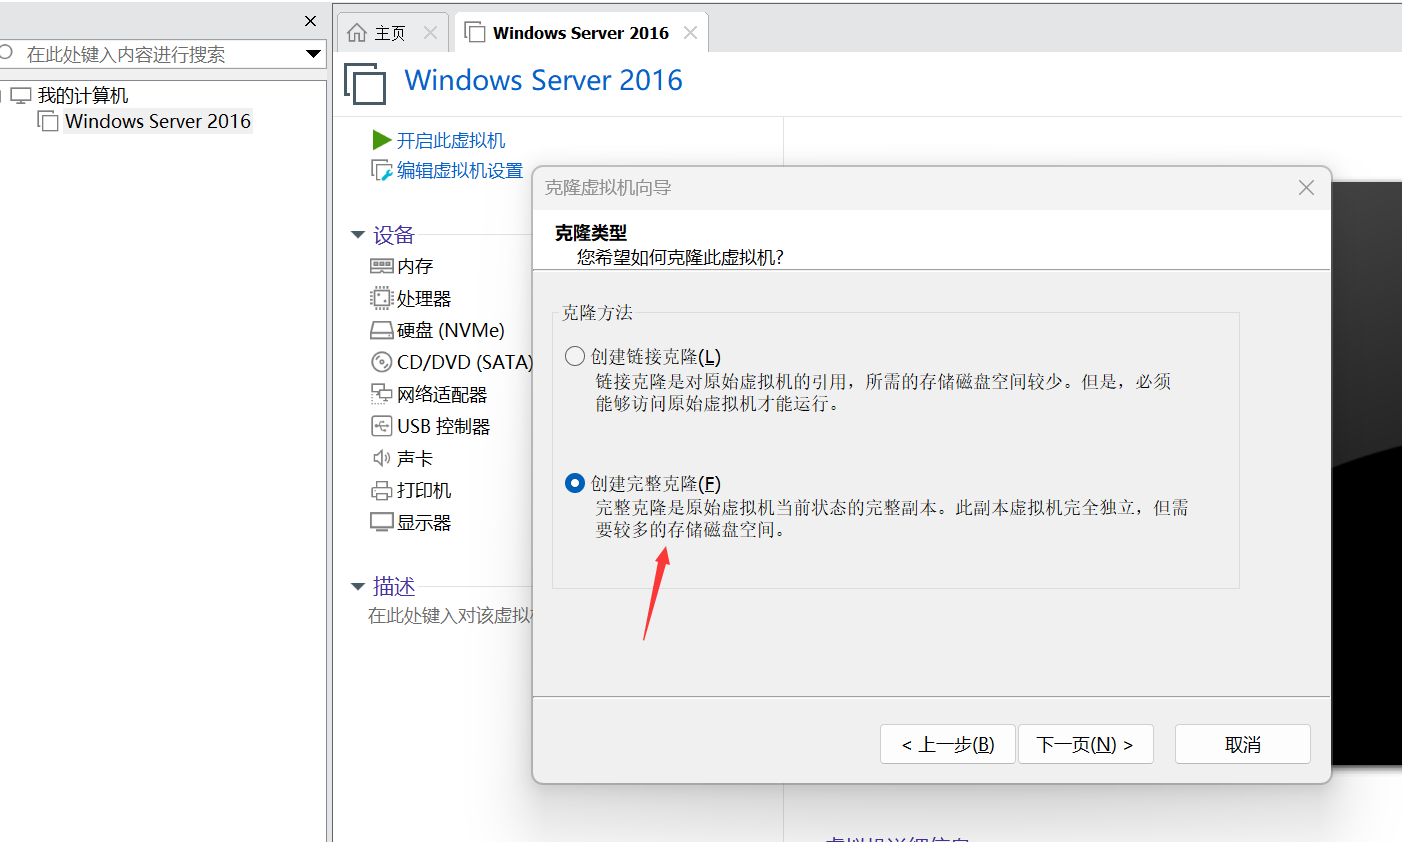 主页
Windows Server 2016
在此处键入内容进行搜索
我的计算机
Windows Server 2016
Windows Server 2016
开启此虚拟机
编辑虚拟机设置
设备
内存
处理器
硬盘 (NVMe)
CD/DVD (SATA)
网络适配器
USB 控制器
声卡
打印机
显示器
描述
在此处键入对该虚拟
克隆虚拟机向导
克隆类型
您希望如何克隆此虚拟机?
克隆方法
创建链接克隆(L)
链接克隆是对原始虚拟机的引用，所需的存储磁盘空间较少。但是，必须
能够访问原始虚拟机才能运行。
创建完整克隆(F)
完整克隆是原始虚拟机当前状态的完整副本。此副本虚拟机完全独立，但需
要较多的存储磁盘空间。
< 上一步(B)
下一页(N) >
取消
虚拟机详细信息